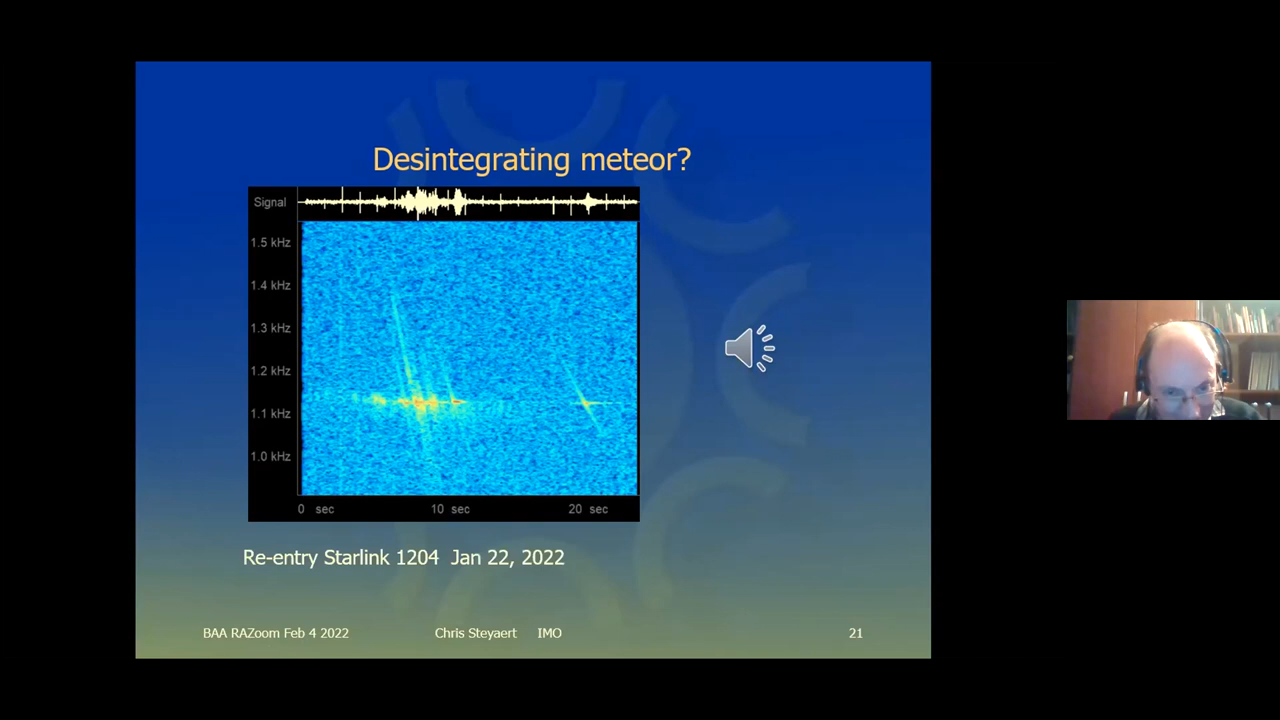 Desintegrating meteor?
Signal
1.5 kHz
1.4 kHz
1.3 kHz
1.2 kHz
1.1 kHz
1.0 kHz
0 sec 10 sec 20 sec
Re-entry Starlink 1204 Jan 22, 2022
BAA RAZoom Feb 4 2022 Chris Steyaert IMO 21